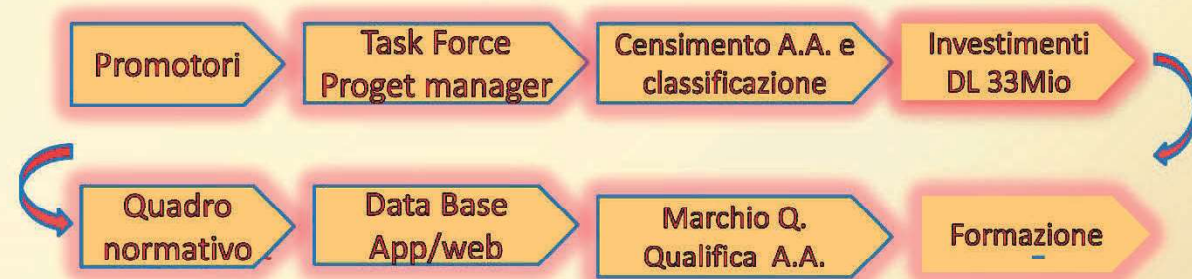 Promotori
Task Force
Proget manager
Censimento A.A. e
classificazione
Investimenti
DL 33Mio
Quadro
normativo
Data Base
App/web
Marchio Q.
Qualifica A.A.
Formazione